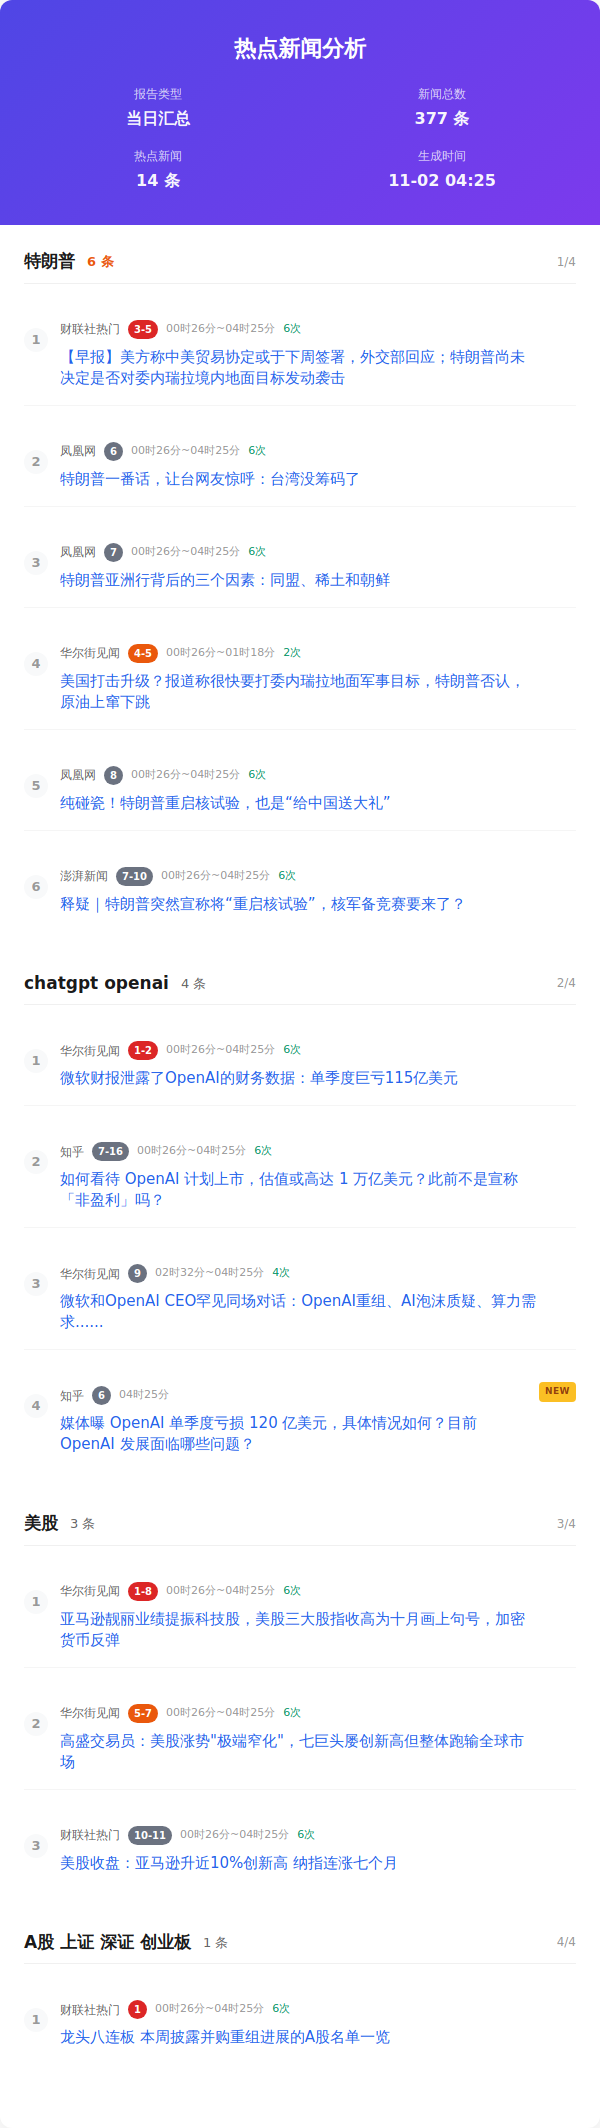 热点新闻分析
报告类型
新闻总数
当日汇总
377 条
热点新闻
生成时间
14 条
11-02 04:25
特朗普 6 条 1/4
1
财联社热门 3-5 00时26分~04时25分 6次
【早报】美方称中美贸易协定或于下周签署，外交部回应；特朗普尚未
决定是否对委内瑞拉境内地面目标发动袭击
2
凤凰网 6 00时26分~04时25分 6次
特朗普一番话，让台网友惊呼：台湾没筹码了
3
凤凰网 7 00时26分~04时25分 6次
特朗普亚洲行背后的三个因素：同盟、稀土和朝鲜
4
华尔街见闻 4-5 00时26分~01时18分 2次
美国打击升级？报道称很快要打委内瑞拉地面军事目标，特朗普否认，
原油上窜下跳
5
凤凰网 8 00时26分~04时25分 6次
纯碰瓷！特朗普重启核试验，也是“给中国送大礼”
6
澎湃新闻 7-10 00时26分~04时25分 6次
释疑｜特朗普突然宣称将“重启核试验”，核军备竞赛要来了？
chatgpt openai 4 条 2/4
1
华尔街见闻 1-2 00时26分~04时25分 6次
微软财报泄露了OpenAI的财务数据：单季度巨亏115亿美元
2
知乎 7-16 00时26分~04时25分 6次
如何看待 OpenAI 计划上市，估值或高达 1 万亿美元？此前不是宣称
「非盈利」吗？
3
华尔街见闻 9 02时32分~04时25分 4次
微软和OpenAI CEO罕见同场对话：OpenAI重组、AI泡沫质疑、算力需
求……
4
知乎 6 04时25分 NEW
媒体曝 OpenAI 单季度亏损 120 亿美元，具体情况如何？目前
OpenAI 发展面临哪些问题？
美股 3 条 3/4
1
华尔街见闻 1-8 00时26分~04时25分 6次
亚马逊靓丽业绩提振科技股，美股三大股指收高为十月画上句号，加密
货币反弹
2
华尔街见闻 5-7 00时26分~04时25分 6次
高盛交易员：美股涨势"极端窄化"，七巨头屡创新高但整体跑输全球市
场
3
财联社热门 10-11 00时26分~04时25分 6次
美股收盘：亚马逊升近10%创新高 纳指连涨七个月
A股 上证 深证 创业板 1 条 4/4
1
财联社热门 1 00时26分~04时25分 6次
龙头八连板 本周披露并购重组进展的A股名单一览